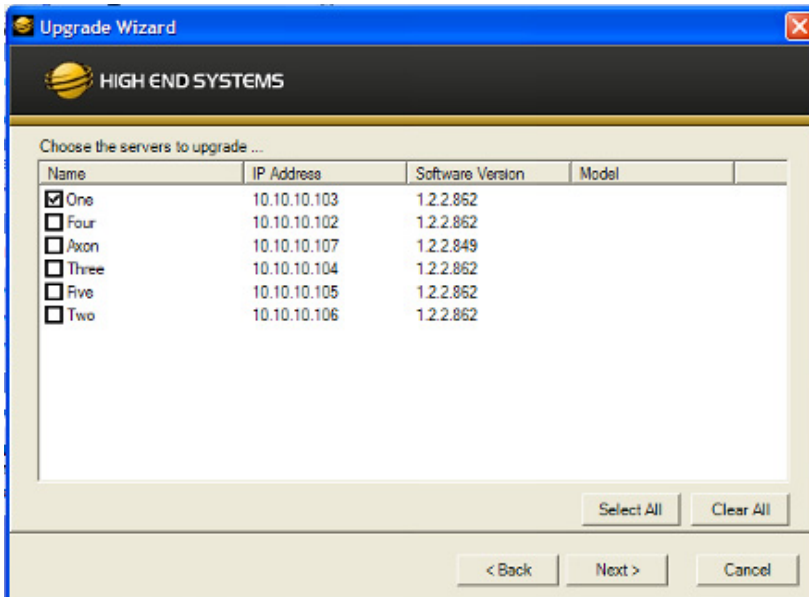 Upgrade Wizard
HIGH END SYSTEMS
Choose the servers to upgrade ...
Name IP Address Software Version Model
One 10.10.10.103 1.2.2.862
Four 10.10.10.102 1.2.2.862
Axon 10.10.10.107 1.2.2.849
Three 10.10.10.104 1.2.2.862
Five 10.10.10.105 1.2.2.862
Two 10.10.10.106 1.2.2.862
Select All Clear All
< Back Next > Cancel